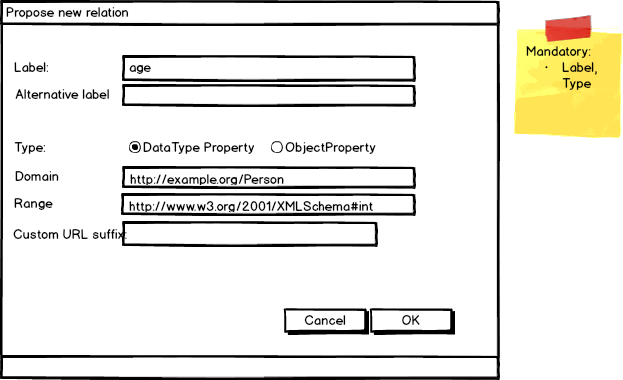 Propose new relation
Label:
age
Alternative label
Type:
DataType Property
ObjectProperty
Domain
http://example.org/Person
Range
http://www.w3.org/2001/XMLSchema#int
Custom URL suffix:
Cancel
OK
Mandatory:
· Label,
Type